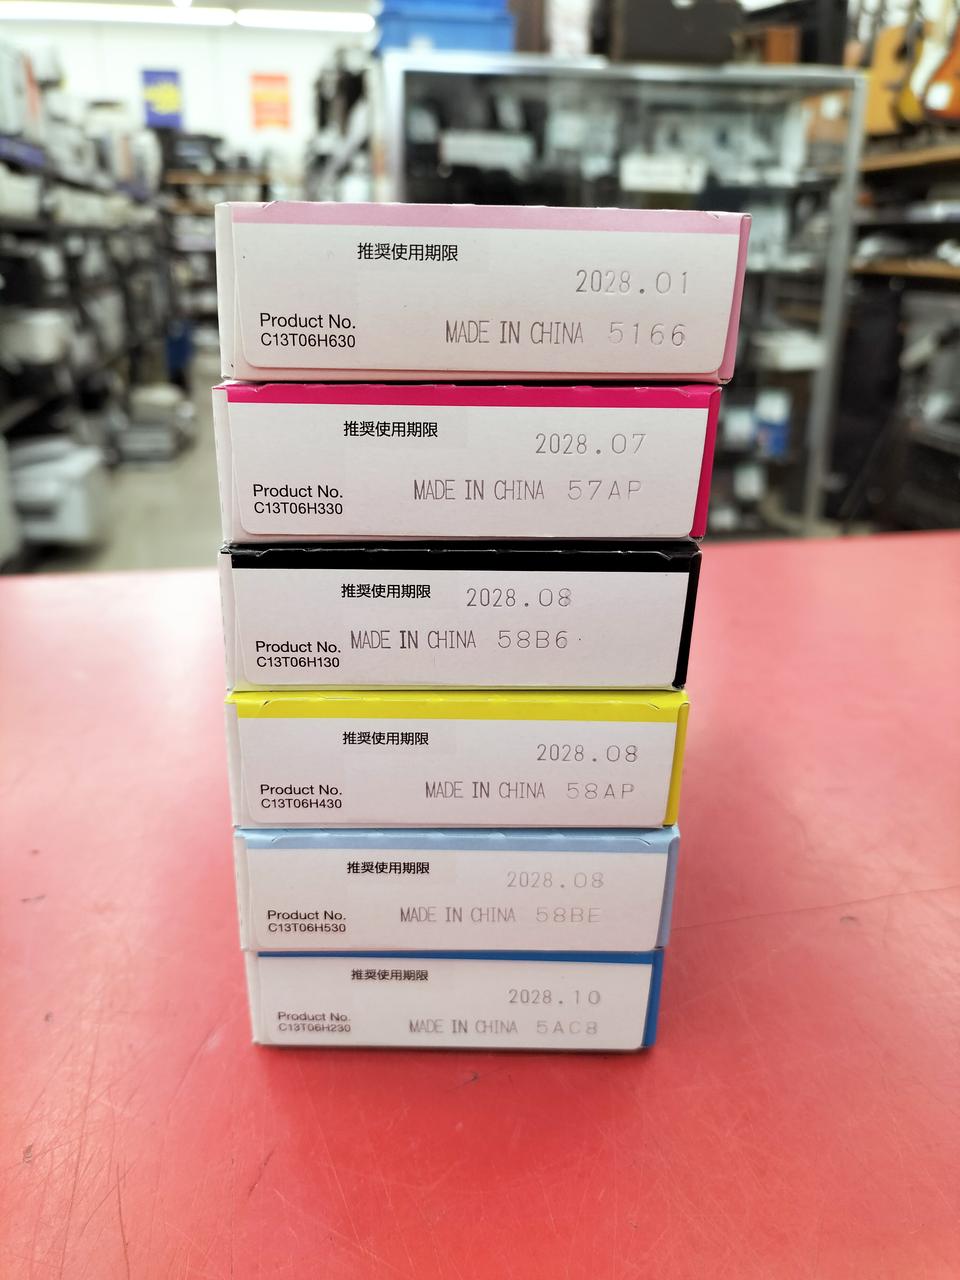 推奨使用期限
2028.01
Product No.
C13T06H630
MADE IN CHINA 5166
推奨使用期限
2028.07
Product No.
C13T06H330
MADE IN CHINA 57AP
推奨使用期限 2028.08
Product No.
C13T06H130
MADE IN CHINA 58B6
推奨使用期限
2028.08
Product No.
C13T06H430
MADE IN CHINA 58AP
推奨使用期限
2028.08
Product No.
C13T06H530
MADE IN CHINA 58BE
推奨使用期限
2028.10
Product No.
C13T06H230
MADE IN CHINA 5AC8